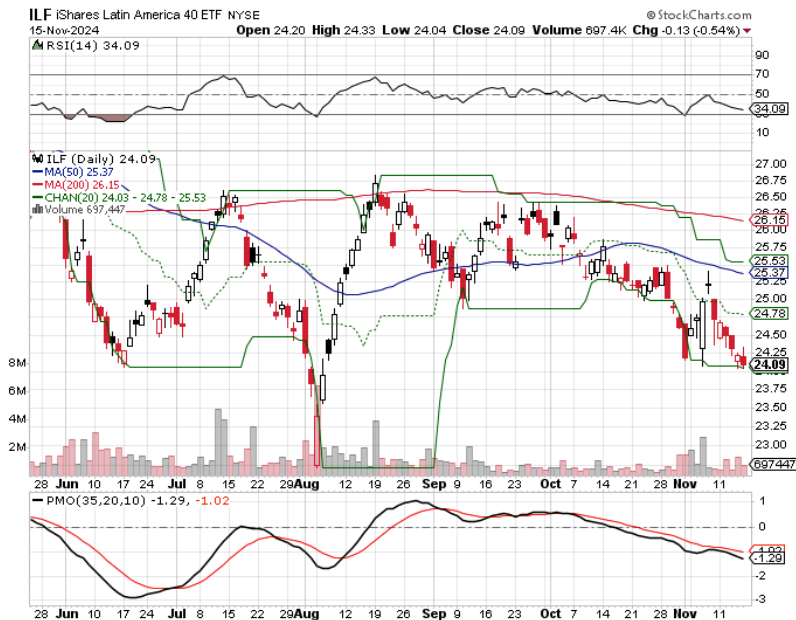 ILF iShares Latin America 40 ETF NYSE © StockCharts.com
15-Nov-2024 Open 24.20 High 24.33 Low 24.04 Close 24.09 Volume 697.4K Chg -0.13 (-0.54%)
RSI(14) 34.09
90
70
50
34.09
30
10
ILF (Daily) 24.09
MA(50) 25.37
MA(200) 26.15
CHAN(20) 24.03 - 24.78 - 25.53
Volume 697,447
27.00
26.75
26.50
26.25
26.15
26.00
25.75
25.53
25.37
25.25
25.00
24.78
24.50
24.25
24.09
23.75
23.50
23.25
23.00
8M
6M
4M
2M
697447
28 Jun 10 17 24 Jul 8 15 22 29 Aug 12 19 26 Sep 9 16 23 Oct 7 14 21 28 Nov 11
PMO(35,20,10) -1.29, -1.02
1
0
-1.02
-1.29
-2
-3
28 Jun 10 17 24 Jul 8 15 22 29 Aug 12 19 26 Sep 9 16 23 Oct 7 14 21 28 Nov 11